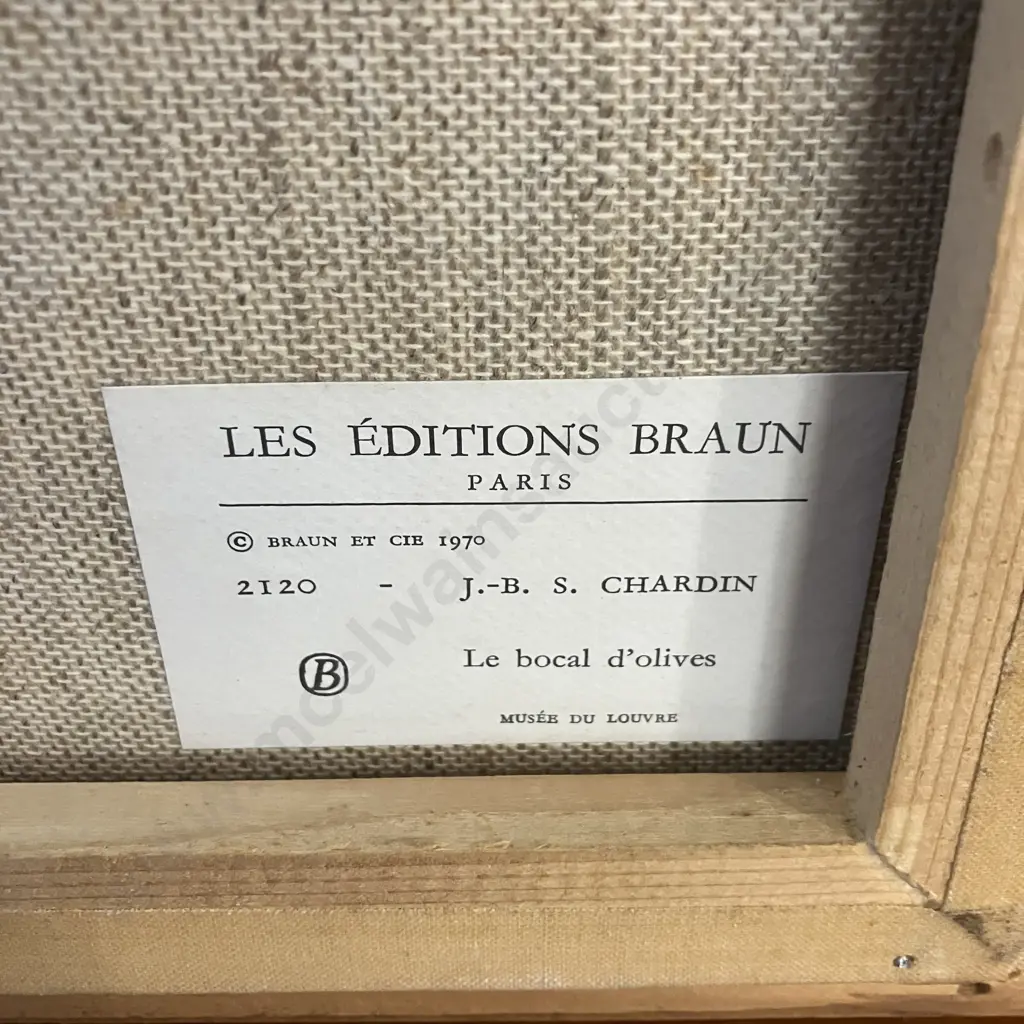 LES ÉDITIONS BRAUN
PARIS
© BRAUN ET CIE 1970
2120 - J.-B. S. CHARDIN
B
Le bocal d'olives
MUSÉE DU LOUVRE